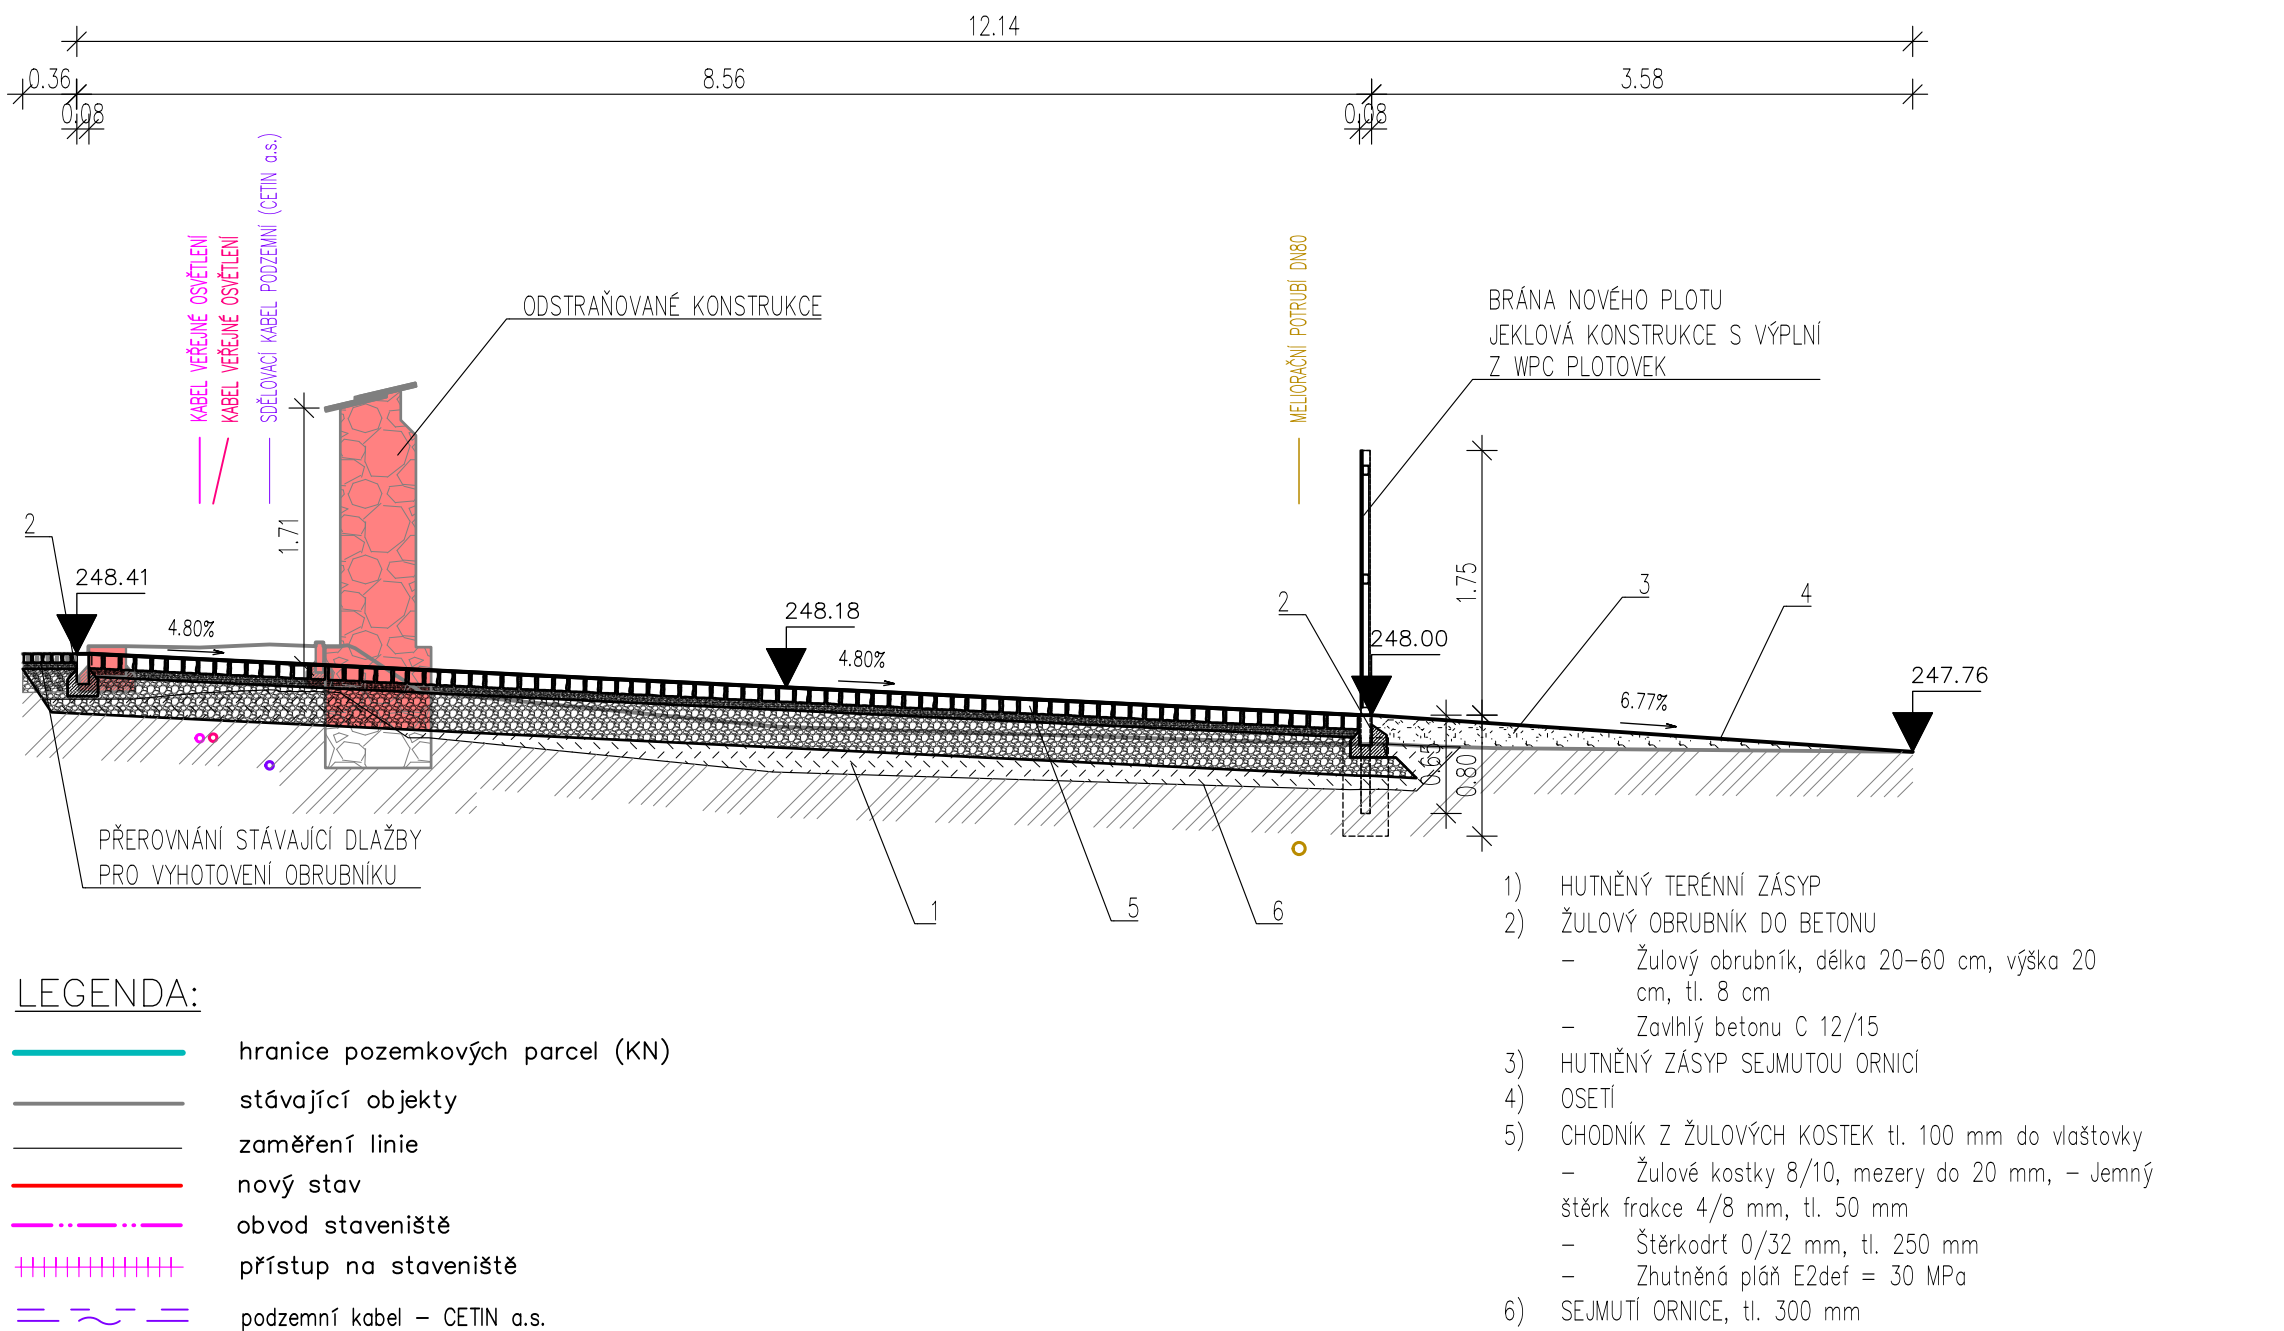 12.14
0.36
8.56
3.58
0.08
0.08
KABEL VEŘEJNÉ OSVĚTLENÍ
KABEL VEŘEJNÉ OSVĚTLENÍ
SDĚLOVACÍ KABEL PODZEMNÍ (CETIN a.s.)
MELIORAČNÍ POTRUBÍ DN80
ODSTRAŇOVANÉ KONSTRUKCE
BRÁNA NOVÉHO PLOTU
JEKLOVÁ KONSTRUKCE S VÝPLNÍ
Z WPC PLOTOVEK
1.71
2
248.41
4.80%
248.18
4.80%
2
248.00
1.75
3
4
6.77%
247.76
0.65
0.80
PŘEROVNÁNÍ STÁVAJÍCÍ DLAŽBY
PRO VYHOTOVENÍ OBRUBNÍKU
1
5
6
1) HUTNĚNÝ TERÉNNÍ ZÁSYP
2) ŽULOVÝ OBRUBNÍK DO BETONU
– Žulový obrubník, délka 20–60 cm, výška 20
cm, tl. 8 cm
– Zavlhlý betonu C 12/15
3) HUTNĚNÝ ZÁSYP SEJMUTOU ORNICÍ
4) OSETÍ
5) CHODNÍK Z ŽULOVÝCH KOSTEK tl. 100 mm do vlaštovky
– Žulové kostky 8/10, mezery do 20 mm, – Jemný
štěrk frakce 4/8 mm, tl. 50 mm
– Štěrkodrť 0/32 mm, tl. 250 mm
– Zhutněná pláň E2def = 30 MPa
6) SEJMUTÍ ORNICE, tl. 300 mm
LEGENDA:
hranice pozemkových parcel (KN)
stávající objekty
zaměření linie
nový stav
obvod staveniště
přístup na staveniště
podzemní kabel – CETIN a.s.